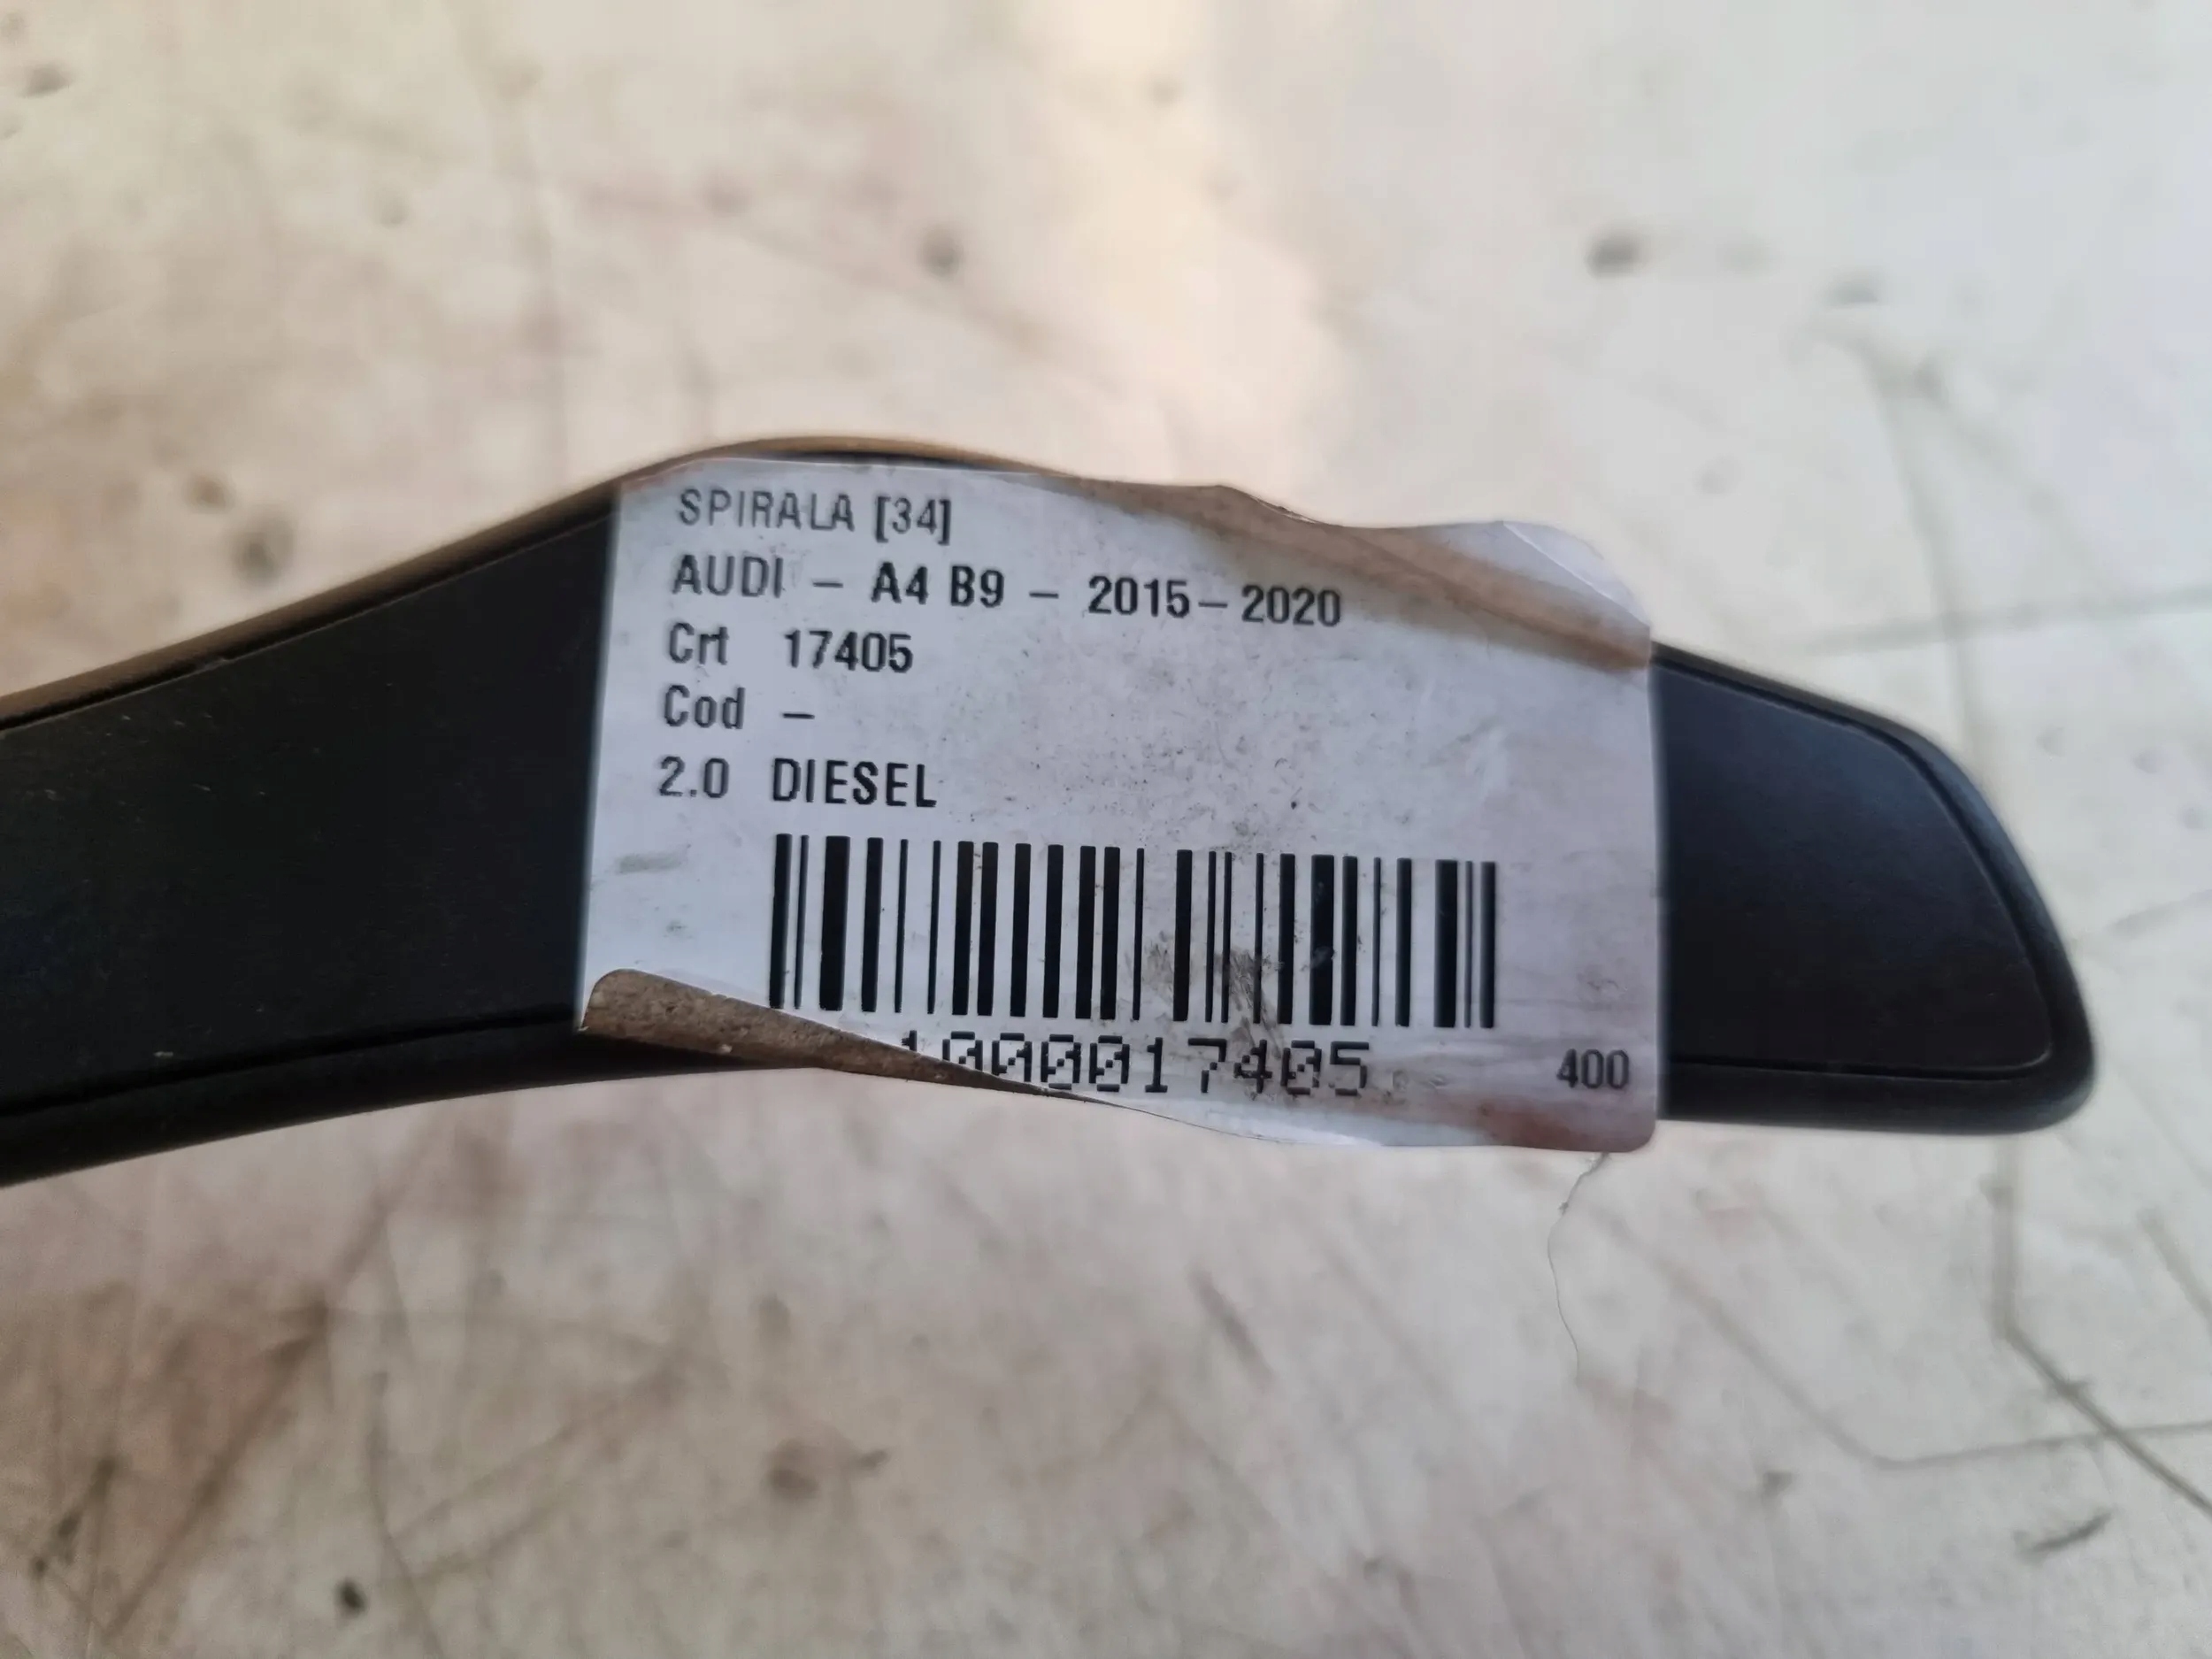 SPIRALA [34]
AUDI - A4 B9 - 2015-2020
Crt 17405
Cod -
2.0 DIESEL
1000017405
400